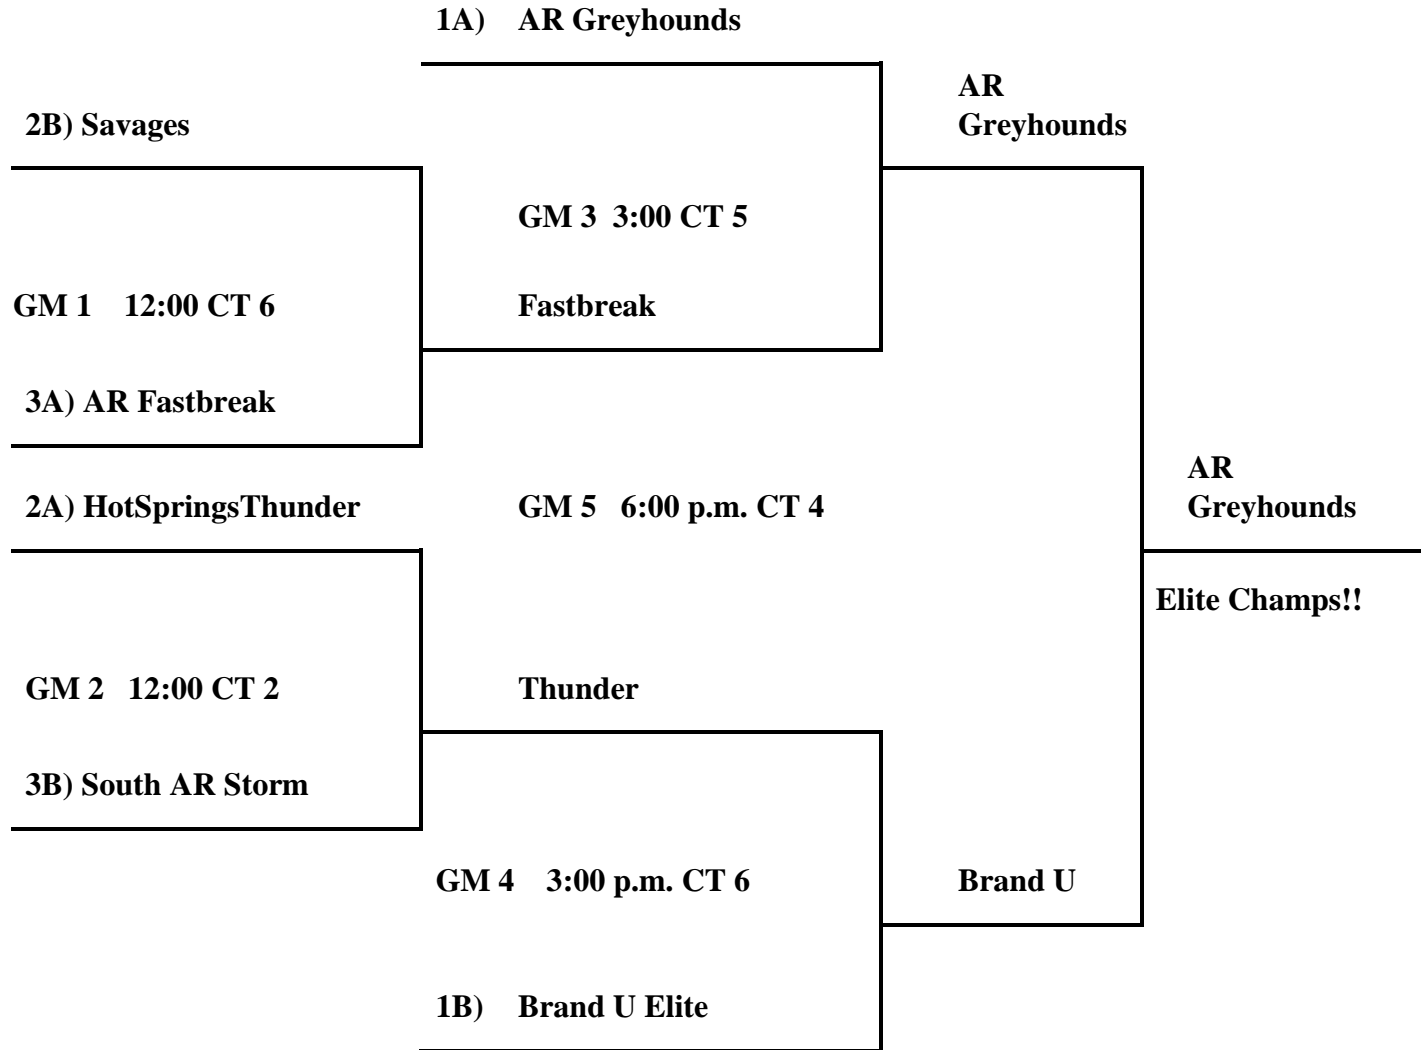 1A) AR Greyhounds
AR
Greyhounds
2B) Savages
GM 3 3:00 CT 5
GM 1 12:00 CT 6
Fastbreak
3A) AR Fastbreak
AR
Greyhounds
2A) HotSpringsThunder
GM 5 6:00 p.m. CT 4
Elite Champs!!
GM 2 12:00 CT 2
Thunder
3B) South AR Storm
GM 4 3:00 p.m. CT 6
Brand U
1B) Brand U Elite